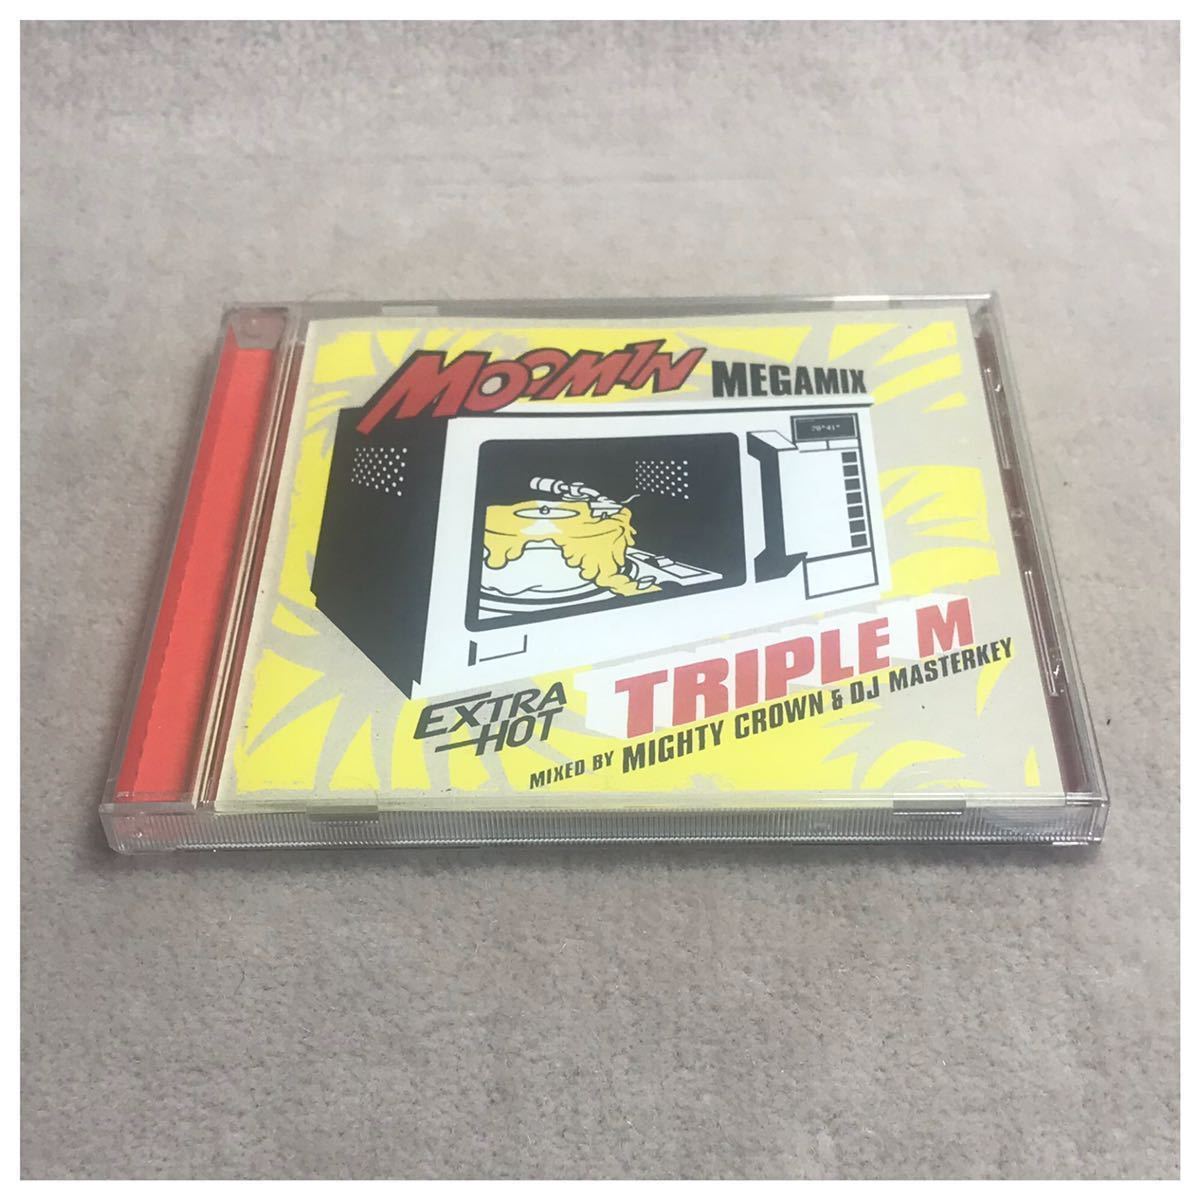 MOOMIN MEGAMIX
EXTRA HOT
TRIPLE M
MIXED BY MIGHTY CROWN & DJ MASTERKEY